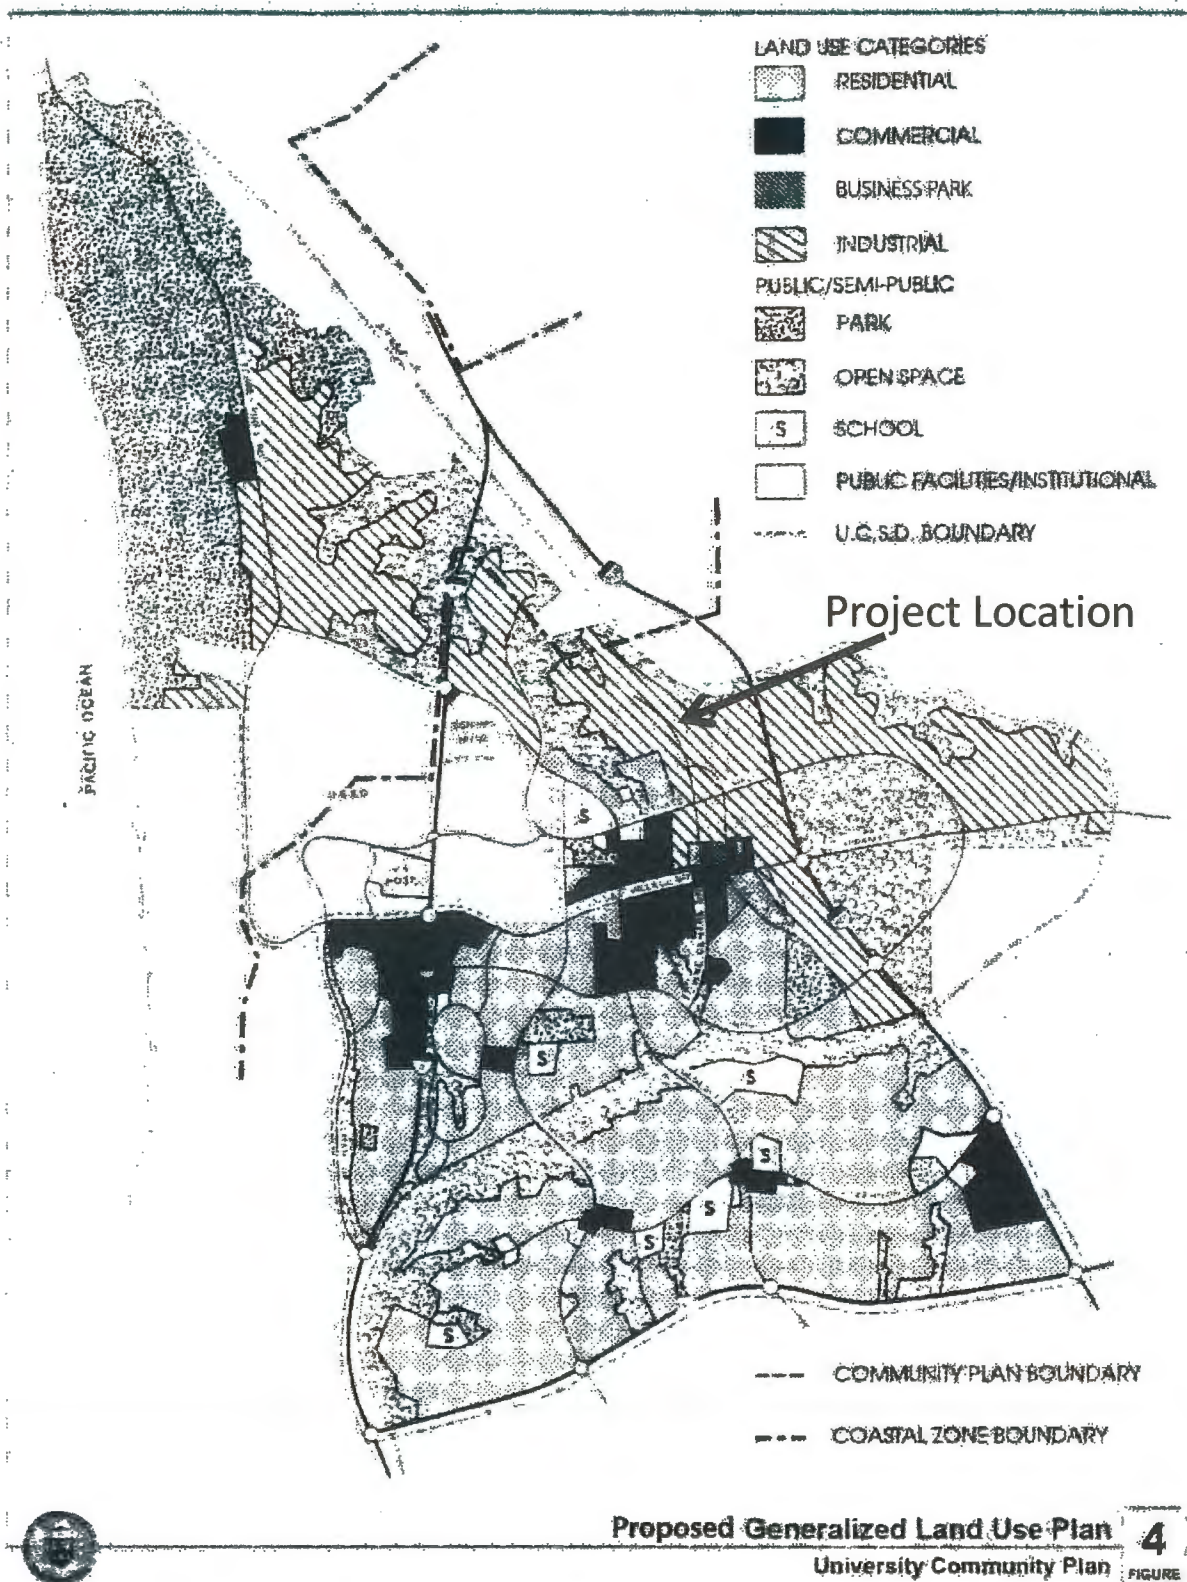 LAND USE CATEGORIES
RESIDENTIAL
COMMERCIAL
BUSINESS PARK
INDUSTRIAL
PUBLIC/SEMI-PUBLIC
PARK
OPEN SPACE
S SCHOOL
PUBLIC FACILITIES/INSTITUTIONAL
U.C.S.D. BOUNDARY
Project Location
PACIFIC OCEAN
S
S
S
S
S
S
S
COMMUNITY PLAN BOUNDARY
COASTAL ZONE BOUNDARY
Proposed Generalized Land Use Plan
University Community Plan
4
FIGURE